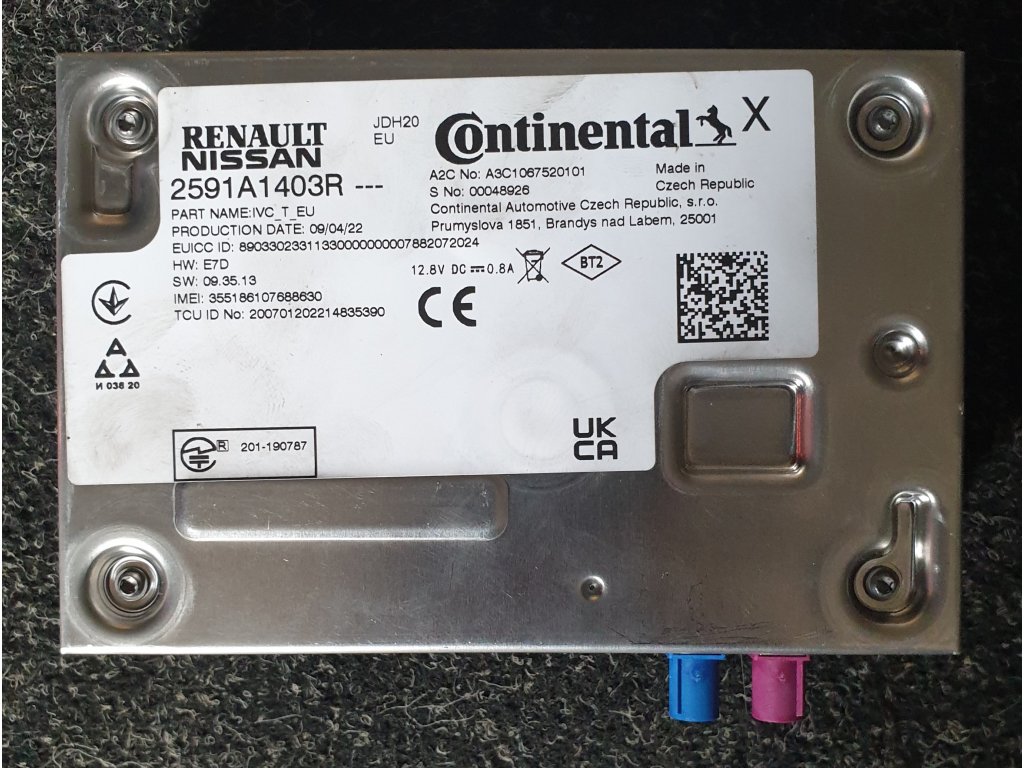 RENAULT
NISSAN
2591A1403R ---
JDH20
EU
Continental X
A2C No: A3C1067520101
S No: 00048926
Made in
Czech Republic
Continental Automotive Czech Republic, s.r.o.
Prumyslova 1851, Brandys nad Labem, 25001
PART NAME:IVC_T_EU
PRODUCTION DATE: 09/04/22
EUICC ID: 89033023311330000000007882072024
HW: E7D
SW: 09.35.13
IMEI: 355186107688630
TCU ID No: 200701202214835390
12.8V DC 0.8A
BT2
CE
И 036 20
R 201-190787
UK
CA